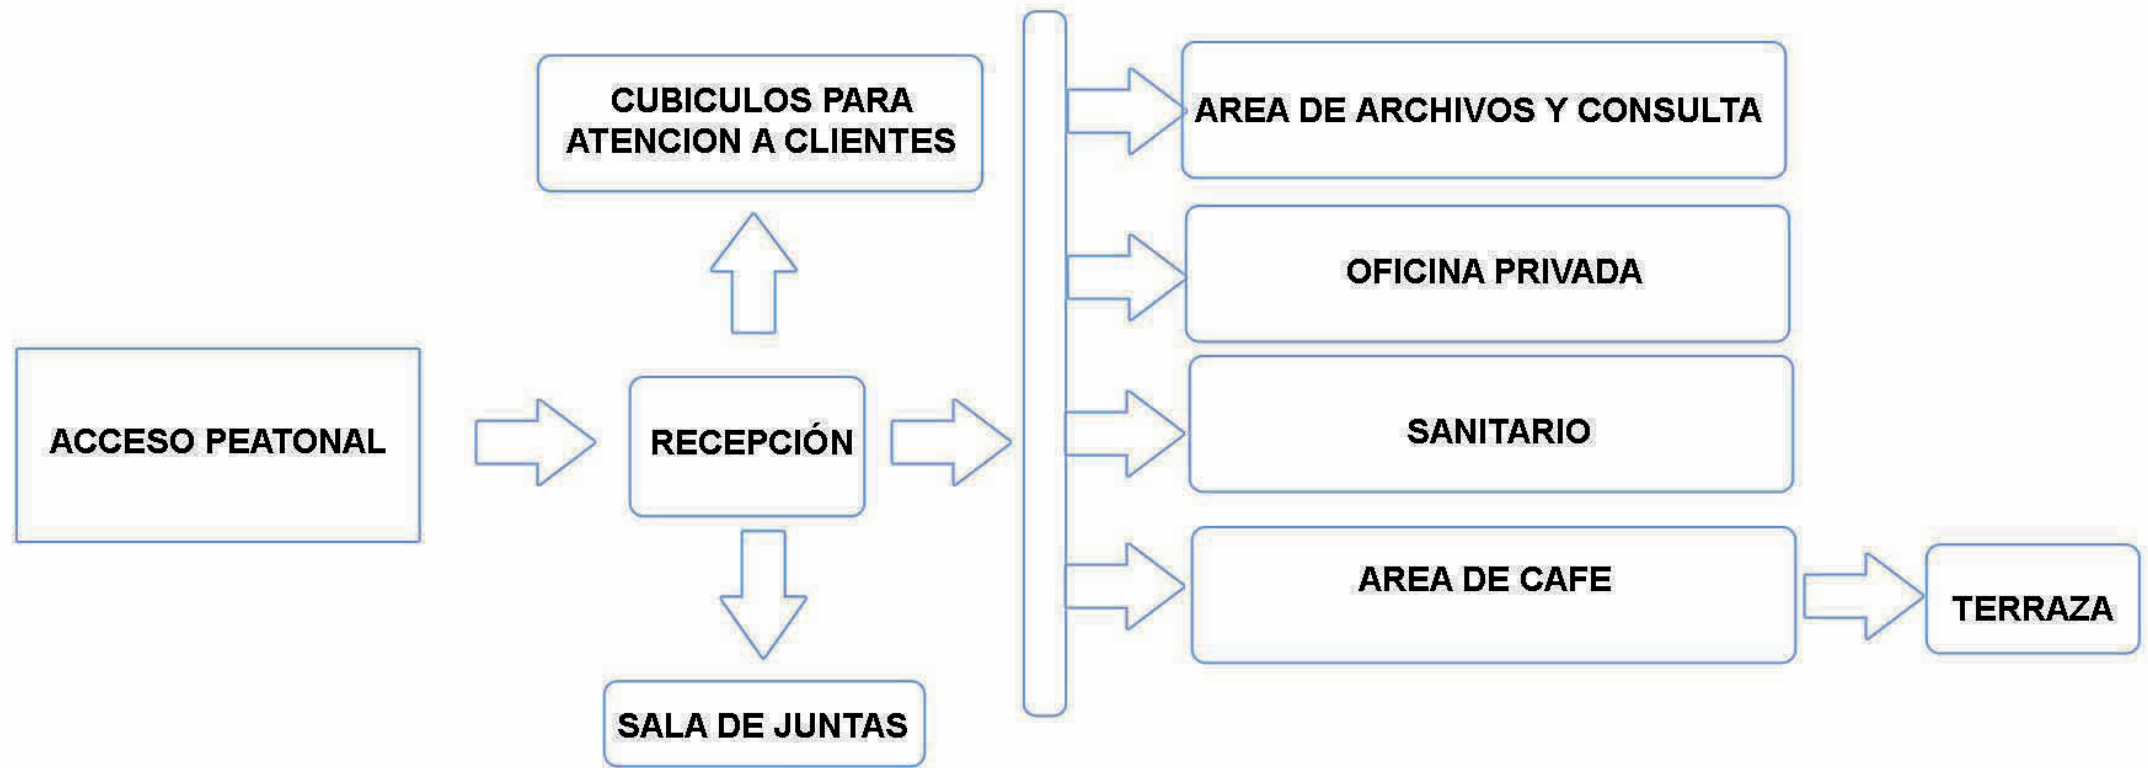 CUBICULOS PARA
ATENCION A CLIENTES
AREA DE ARCHIVOS Y CONSULTA
OFICINA PRIVADA
ACCESO PEATONAL
RECEPCIÓN
SANITARIO
AREA DE CAFE
TERRAZA
SALA DE JUNTAS